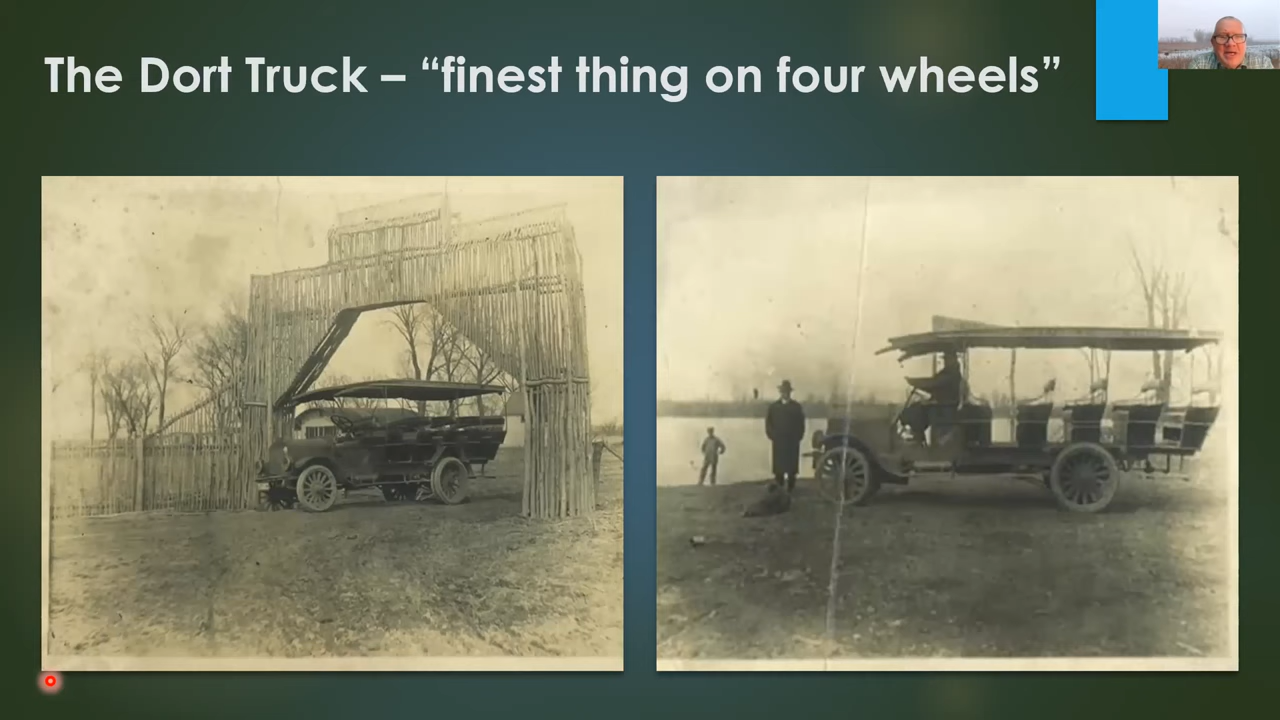 The Dort Truck – “finest thing on four wheels”